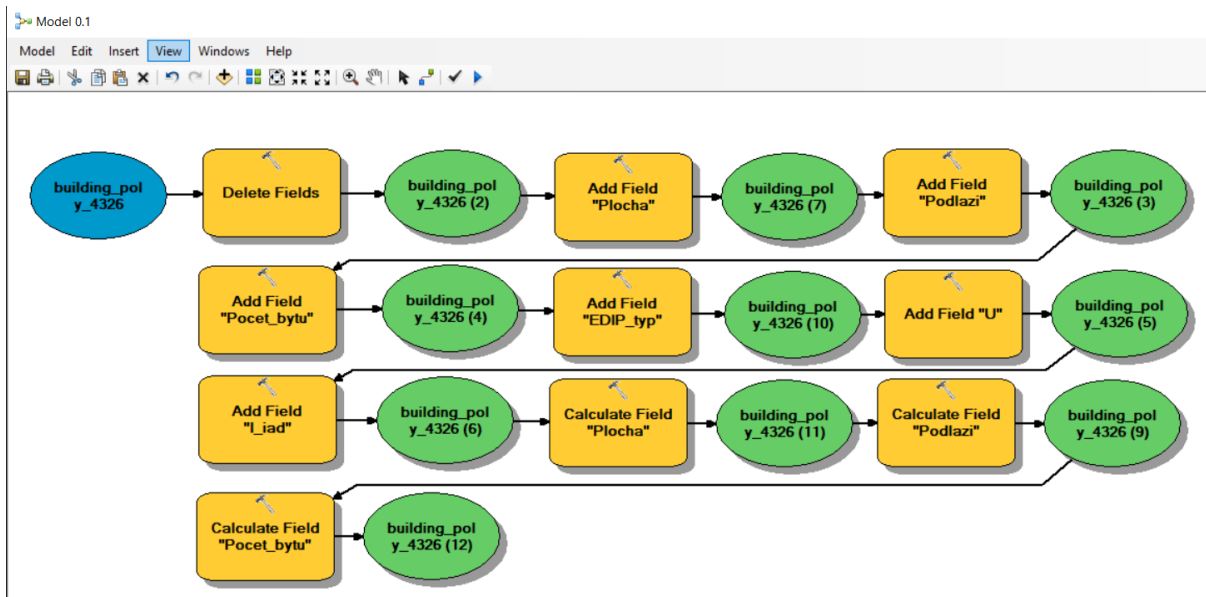 Model 0.1
Model Edit Insert View Windows Help
building_pol
y_4326
Delete Fields
building_pol
y_4326 (2)
Add Field
"Plocha"
building_pol
y_4326 (7)
Add Field
"Podlazi"
building_pol
y_4326 (3)
Add Field
"Pocet_bytu"
building_pol
y_4326 (4)
Add Field
"EDIP_typ"
building_pol
y_4326 (10)
Add Field "U"
building_pol
y_4326 (5)
Add Field
"I_iad"
building_pol
y_4326 (6)
Calculate Field
"Plocha"
building_pol
y_4326 (11)
Calculate Field
"Podlazi"
building_pol
y_4326 (9)
Calculate Field
"Pocet_bytu"
building_pol
y_4326 (12)